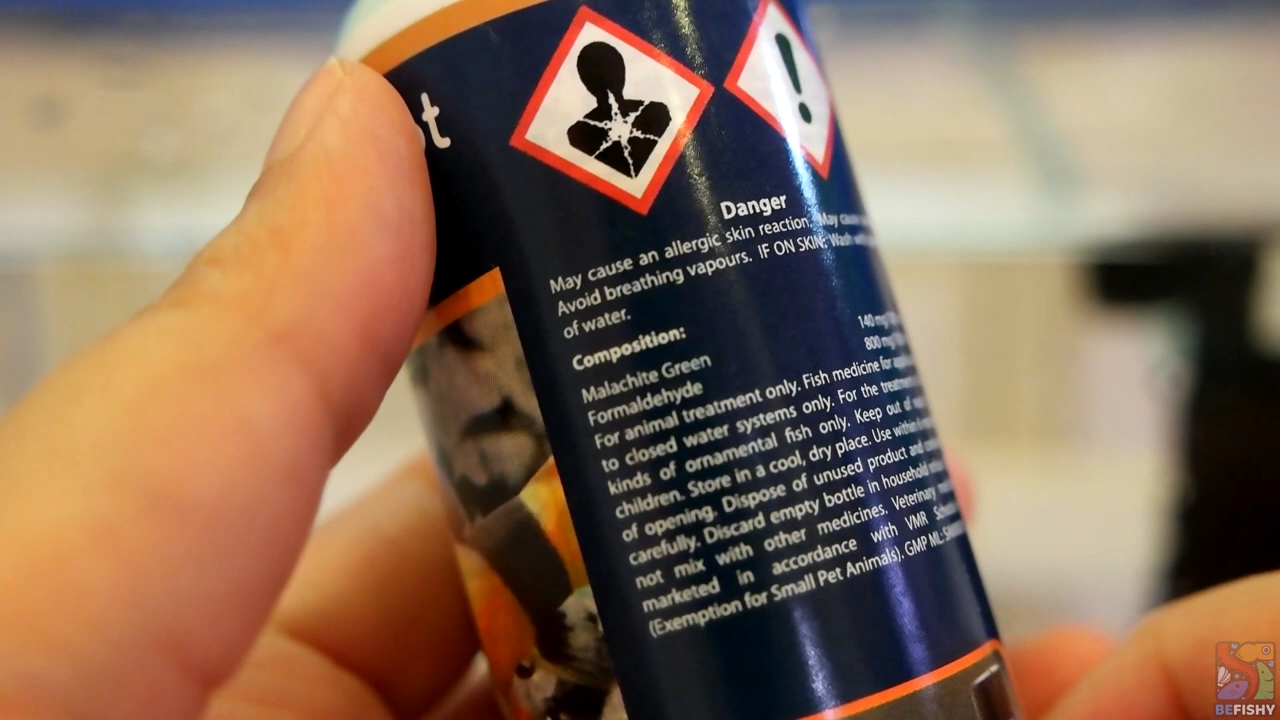 t
Danger
May cause an allergic skin reaction. May cause
Avoid breathing vapours. IF ON SKIN: Wash
of water.
Composition:
Malachite Green 140 mg
Formaldehyde 800 mg
For animal treatment only. Fish medicine for
to closed water systems only. For the treatment
kinds of ornamental fish only. Keep out of
children. Store in a cool, dry place. Use within
of opening. Dispose of unused product and
carefully. Discard empty bottle in household
not mix with other medicines. Veterinary
marketed in accordance with VMR
(Exemption for Small Pet Animals). GMP ML:
BEFISHY